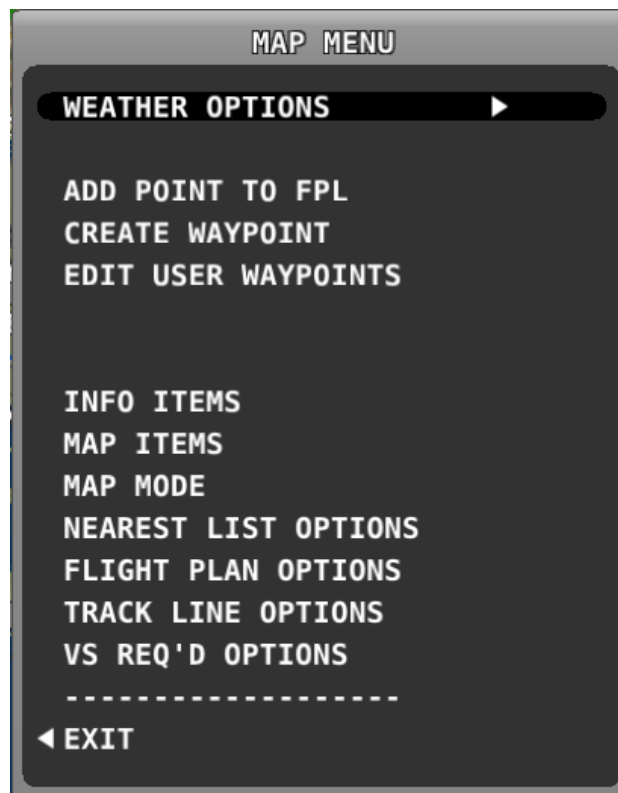 MAP MENU
WEATHER OPTIONS
ADD POINT TO FPL
CREATE WAYPOINT
EDIT USER WAYPOINTS
INFO ITEMS
MAP ITEMS
MAP MODE
NEAREST LIST OPTIONS
FLIGHT PLAN OPTIONS
TRACK LINE OPTIONS
VS REQ'D OPTIONS
-------------------
EXIT